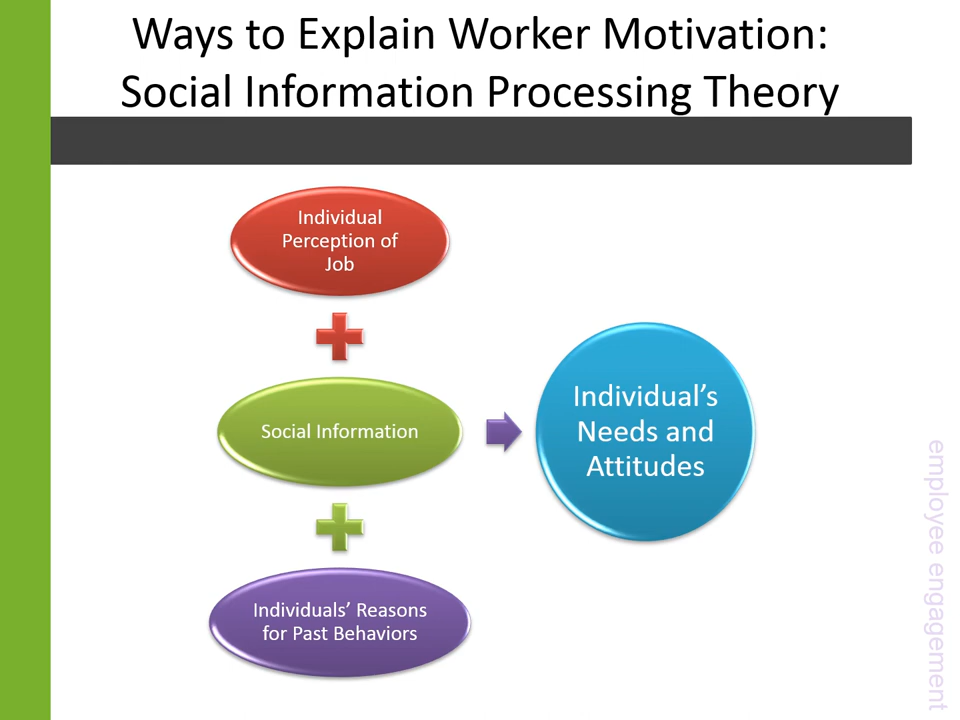 Ways to Explain Worker Motivation:
Social Information Processing Theory
Individual
Perception of
Job
Social Information
Individuals’ Reasons
for Past Behaviors
Individual’s
Needs and
Attitudes
employee engagement